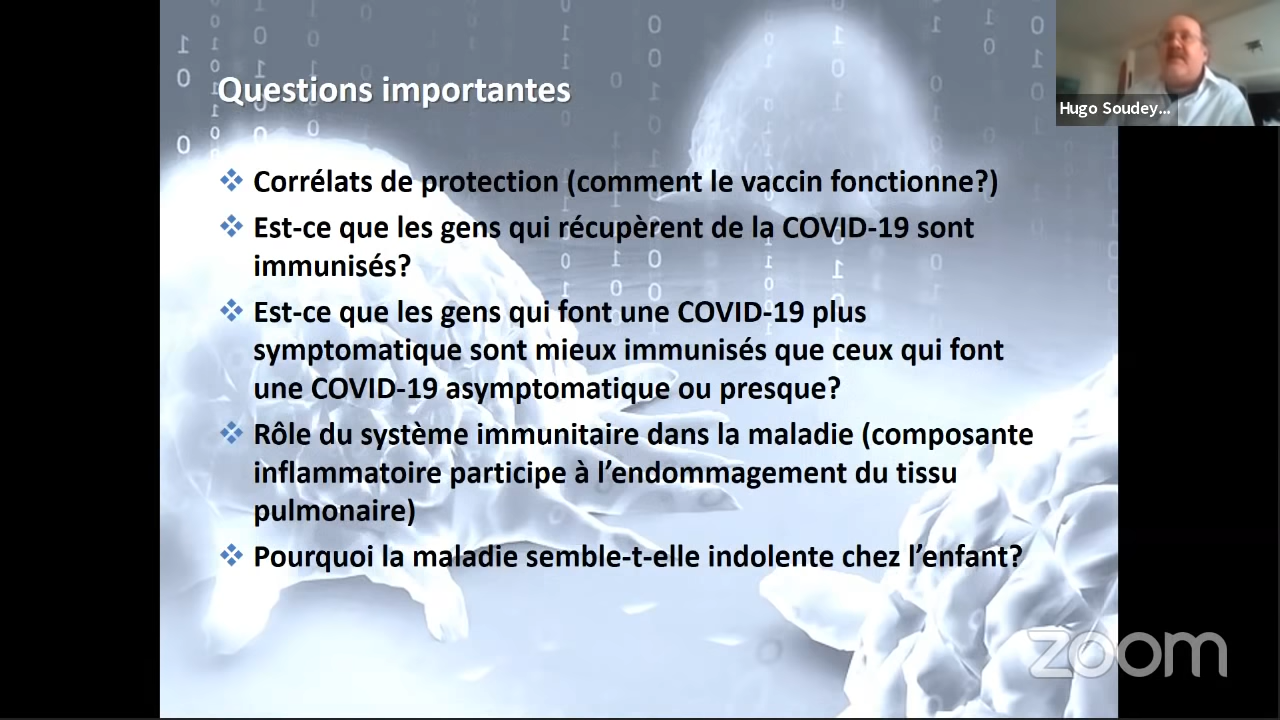 Questions importantes
Hugo Soudey...
❖ Corrélats de protection (comment le vaccin fonctionne?)
❖ Est-ce que les gens qui récupèrent de la COVID-19 sont
immunisés?
❖ Est-ce que les gens qui font une COVID-19 plus
symptomatique sont mieux immunisés que ceux qui font
une COVID-19 asymptomatique ou presque?
❖ Rôle du système immunitaire dans la maladie (composante
inflammatoire participe à l’endommagement du tissu
pulmonaire)
❖ Pourquoi la maladie semble-t-elle indolente chez l’enfant?
zoom